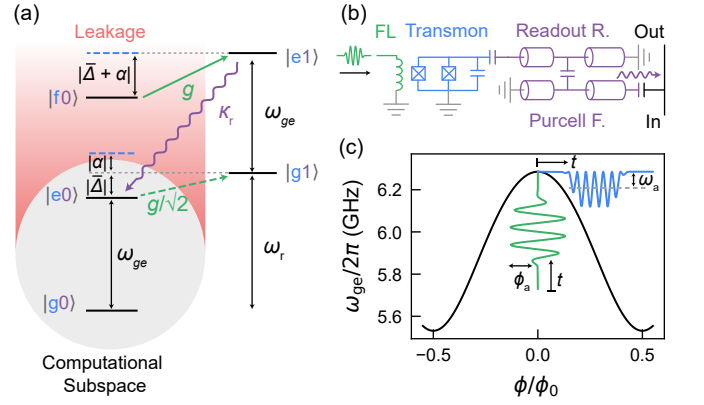 (a)
Leakage
|Δ̅ + α|
|e1⟩
|f0⟩
g
κr
ωge
|α|
|Δ̅|
|g1⟩
|e0⟩
g/√2
ωge
ωr
|g0⟩
Computational
Subspace
(b)
FL
Transmon
Readout R.
Out
Purcell F.
In
(c)
t
ωa
6.2
6.0
5.8
5.6
ωge/2π (GHz)
ϕa
t
−0.5
0.0
0.5
ϕ/ϕ0